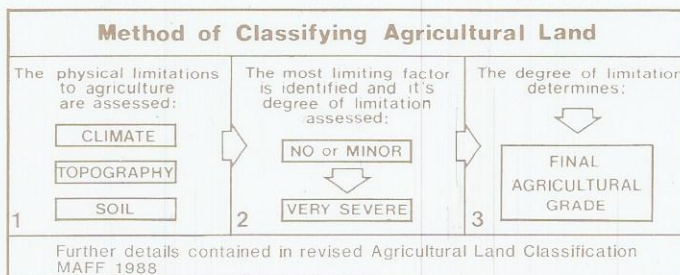 Method of Classifying Agricultural Land
The physical limitations
to agriculture
are assessed:
CLIMATE
TOPOGRAPHY
SOIL
1
The most limiting factor
is identified and it's
degree of limitation
assessed:
NO or MINOR
VERY SEVERE
2
The degree of limitation
determines:
FINAL
AGRICULTURAL
GRADE
3
Further details contained in revised Agricultural Land Classification
MAFF 1988